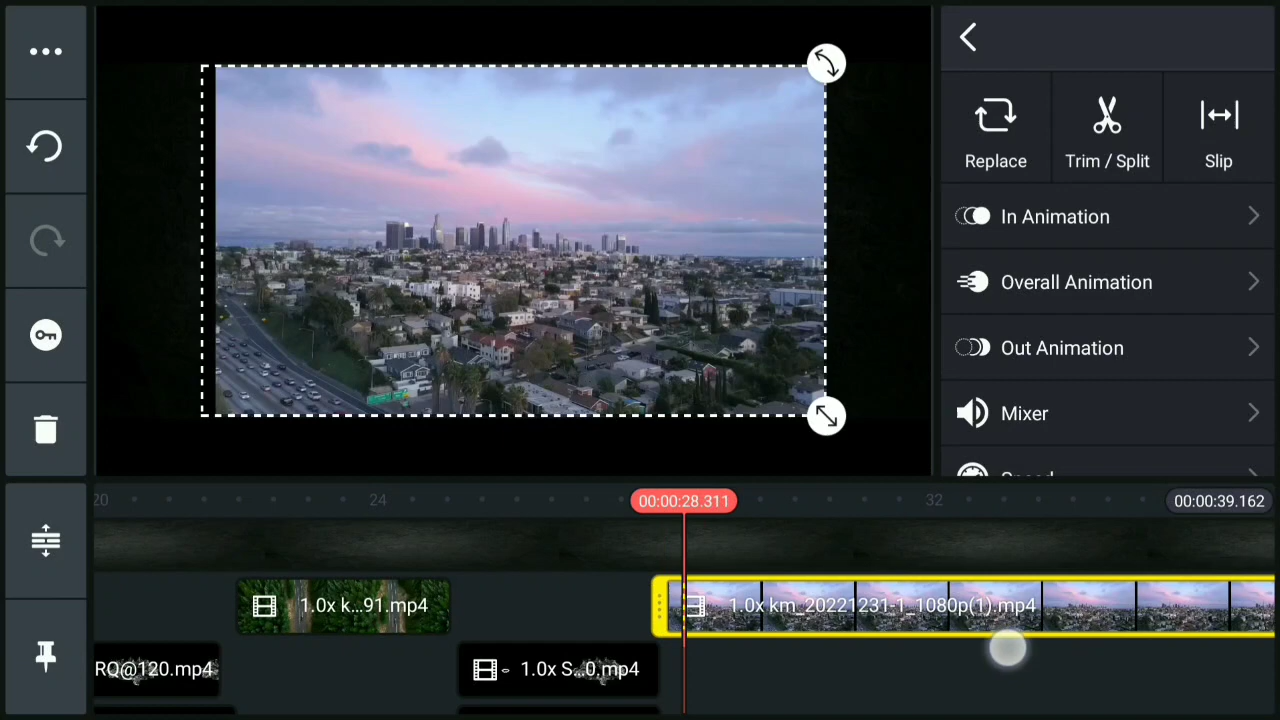 Replace
Trim / Split
Slip
In Animation
Overall Animation
Out Animation
Mixer
Speed
20
24
00:00:28.311
32
00:00:39.162
1.0x k...91.mp4
1.0x km_20221231-1_1080p(1).mp4
RQ@120.mp4
1.0x S...0.mp4